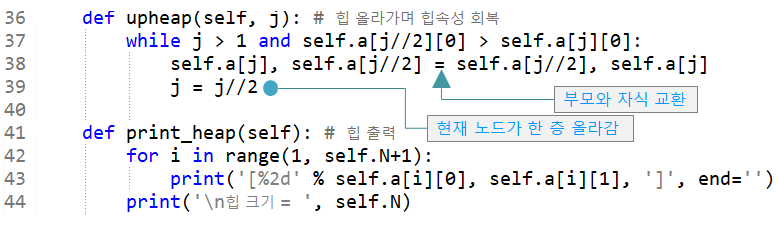 36 def upheap(self, j): # 힙 올라가며 힙속성 회복
37 while j > 1 and self.a[j//2][0] > self.a[j][0]:
38 self.a[j], self.a[j//2] = self.a[j//2], self.a[j]
39 j = j//2
부모와 자식 교환
40
현재 노드가 한 층 올라감
41 def print_heap(self): # 힙 출력
42 for i in range(1, self.N+1):
43 print('[%2d' % self.a[i][0], self.a[i][1], ']', end='')
44 print('\n힙 크기 = ', self.N)